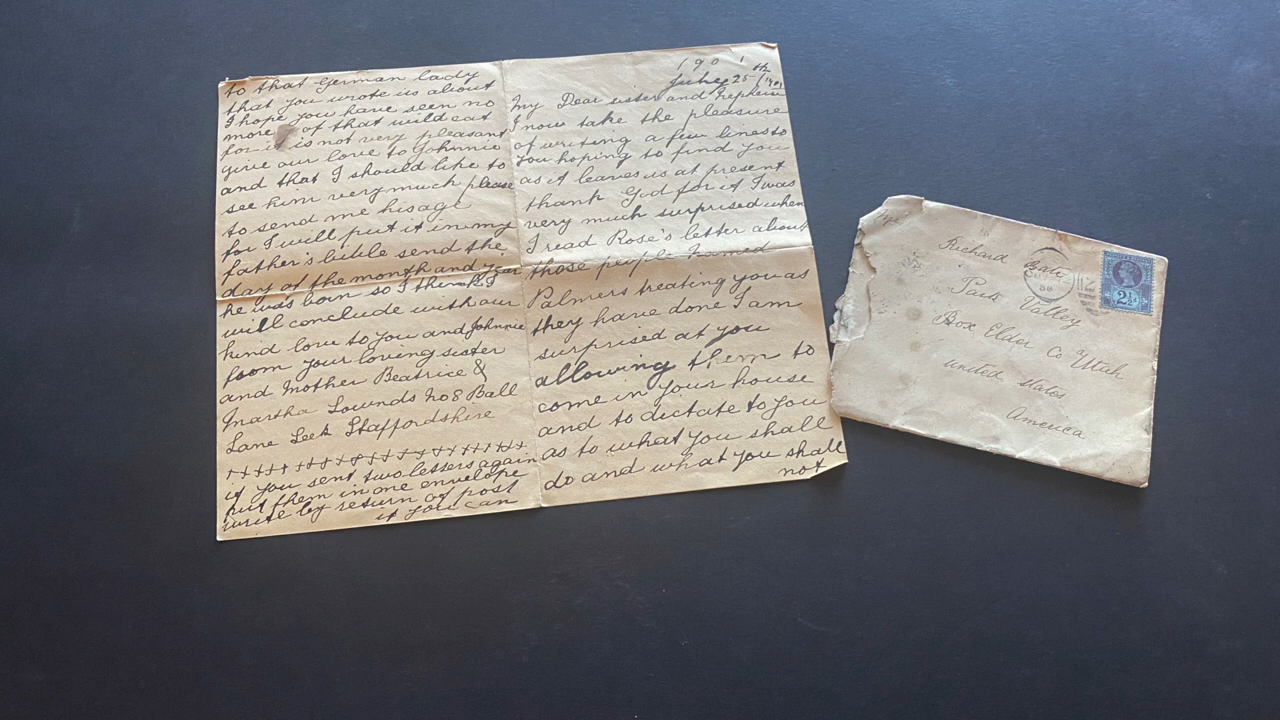 1901
July 25th 1901
My Dear sister and Nephew
I now take the pleasure
of writing a few lines to
you hoping to find you
as it leaves us at present
thank God for it I was
very much surprised when
I read Rose's letter about
those people named
Palmers treating you as
they have done I am
surprised at you
allowing them to
come in your house
and to dictate to you
as to what you shall
do and what you shall
not
to that German lady
that you wrote us about
I hope you have seen no
more of that wild cat
for it is not very pleasant
give our love to Johnnie
and that I should like to
see him very much please
to send me his age
for I will put it in my
father's bible send the
day of the month and year
he was born so I think I
will conclude with our
kind love to you and Johnnie
from your loving sister
and Mother Beatrice &
Martha Lownds No 8 Ball
Lane Leek Staffordshire
if you sent two letters again
put them in one envelope
write by return of post
if you can
Richard
Valley
Box Elder Co Utah
united states
America
2½d